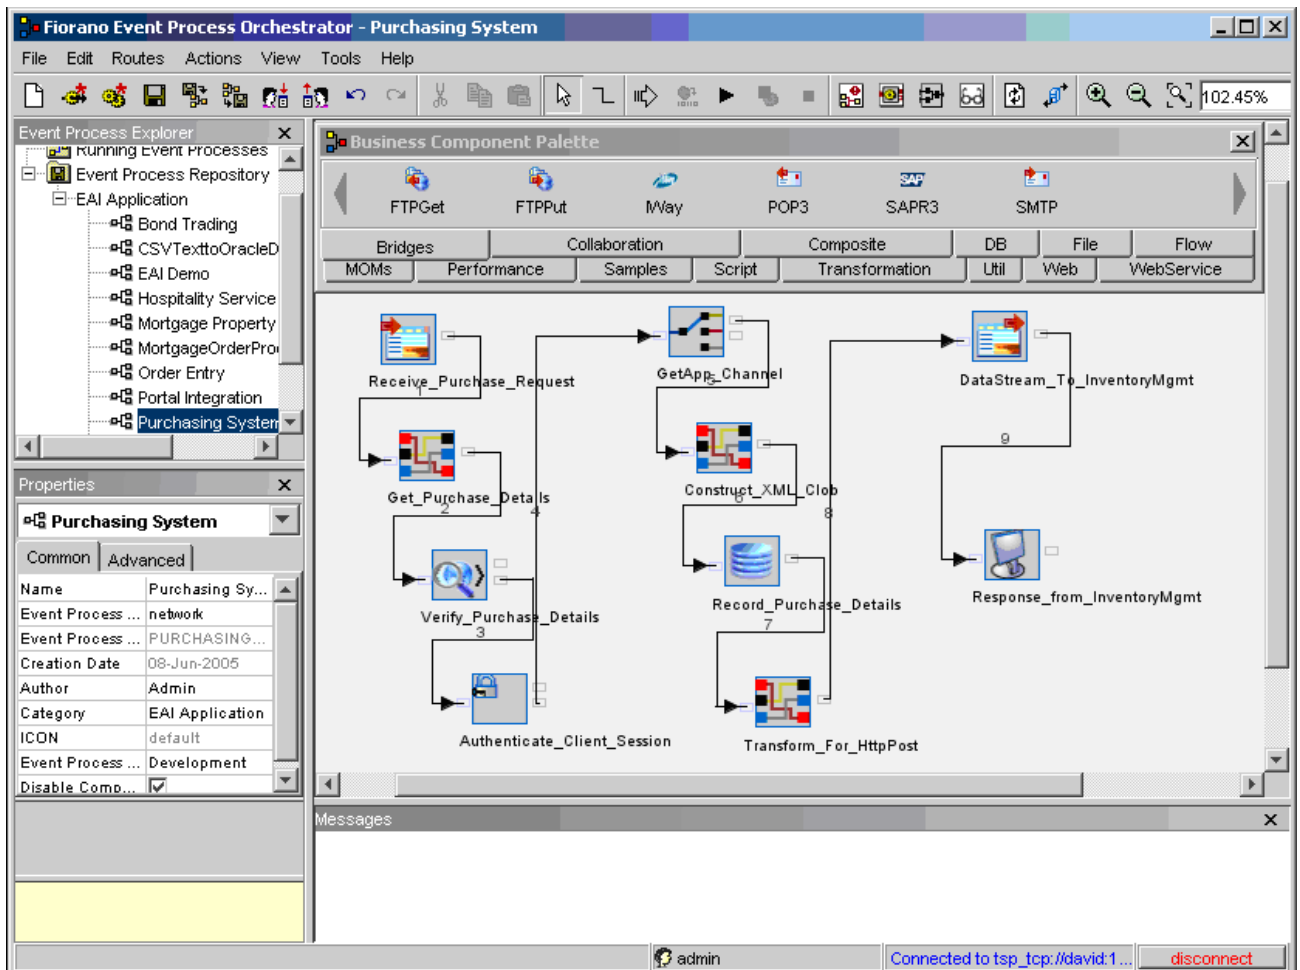 Fiorano Event Process Orchestrator - Purchasing System
File Edit Routes Actions View Tools Help
102.45%
Event Process Explorer
Running Event Processes
Event Process Repository
EAI Application
Bond Trading
CSVTexttoOracleD
EAI Demo
Hospitality Service
Mortgage Property
MortgageOrderPro
Order Entry
Portal Integration
Purchasing System
Properties
Purchasing System
Common Advanced
Name Purchasing Sy...
Event Process ... network
Event Process ... PURCHASING...
Creation Date 08-Jun-2005
Author Admin
Category EAI Application
ICON default
Event Process ... Development
Disable Comp...
Business Component Palette
FTPGet FTPPut iWay POP3 SAPR3 SMTP
SAP
Bridges Collaboration Composite DB File Flow
MOMs Performance Samples Script Transformation Util Web WebService
Receive_Purchase_Request
1
Get_Purchase_Details
2
Verify_Purchase_Details
3
Authenticate_Client_Session
4
GetApp_Channel
5
Construct_XML_Clob
6
Record_Purchase_Details
7
Transform_For_HttpPost
8
DataStream_To_InventoryMgmt
9
Response_from_InventoryMgmt
Messages
admin
Connected to tsp_tcp://david:1...
disconnect